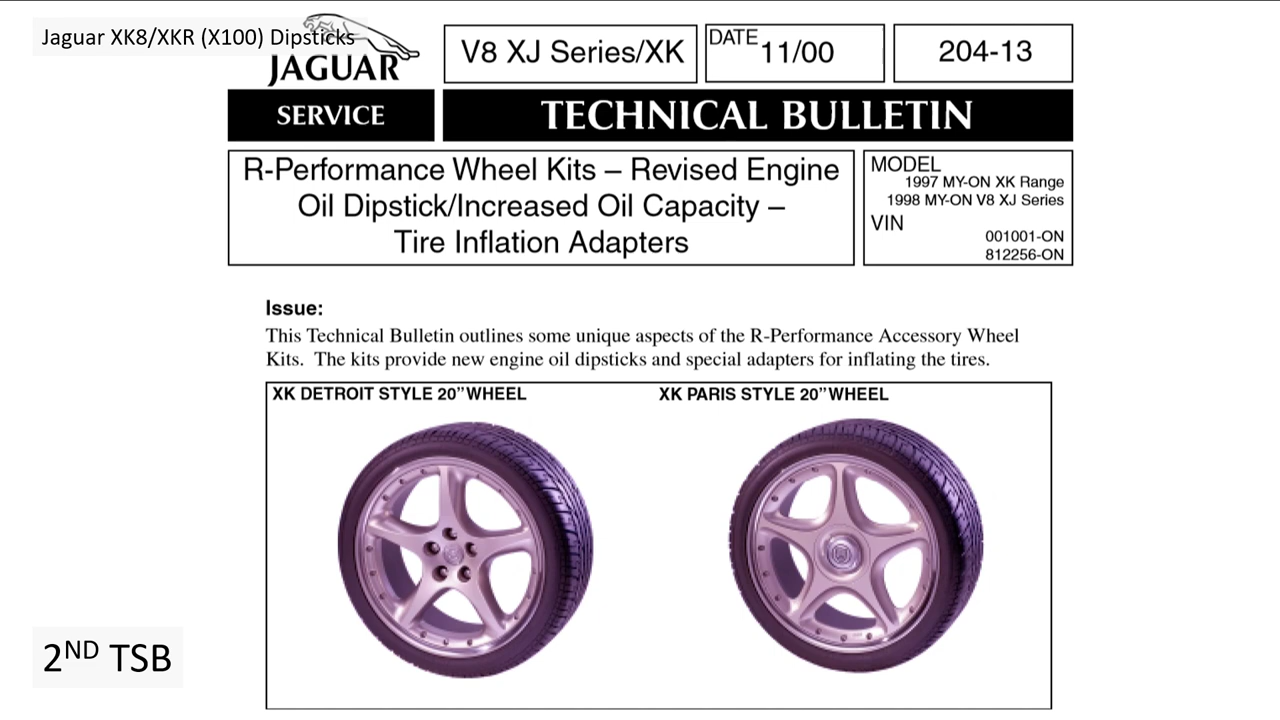 Jaguar XK8/XKR (X100) Dipsticks
JAGUAR
V8 XJ Series/XK
DATE 11/00
204-13
SERVICE
TECHNICAL BULLETIN
R-Performance Wheel Kits – Revised Engine
Oil Dipstick/Increased Oil Capacity –
Tire Inflation Adapters
MODEL
1997 MY-ON XK Range
1998 MY-ON V8 XJ Series
VIN
001001-ON
812256-ON
Issue:
This Technical Bulletin outlines some unique aspects of the R-Performance Accessory Wheel
Kits. The kits provide new engine oil dipsticks and special adapters for inflating the tires.
XK DETROIT STYLE 20” WHEEL
XK PARIS STYLE 20” WHEEL
2ND TSB